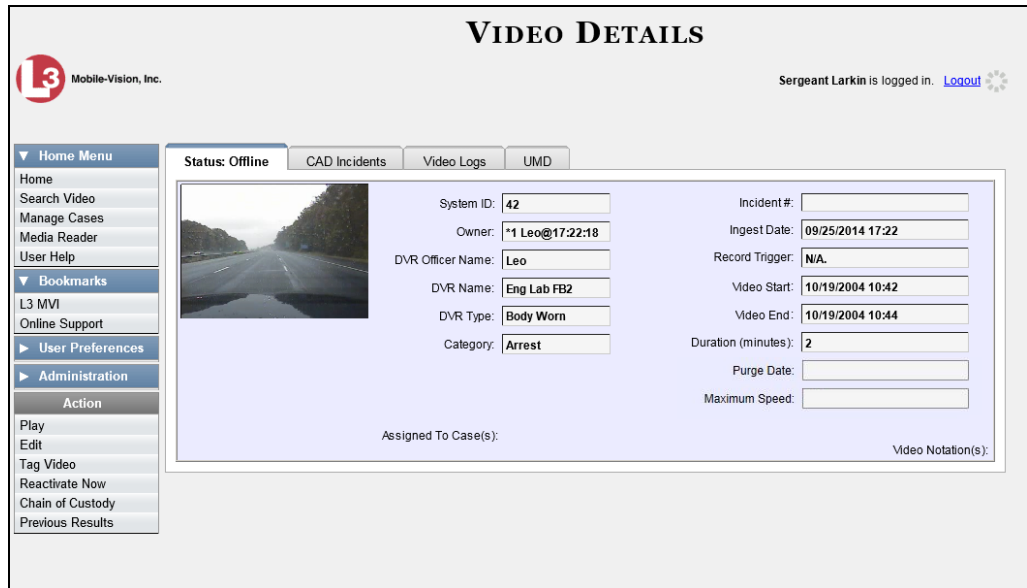 VIDEO DETAILS
L3 Mobile-Vision, Inc.
Sergeant Larkin is logged in. Logout
▼ Home Menu
Home
Search Video
Manage Cases
Media Reader
User Help
▼ Bookmarks
L3 MVI
Online Support
► User Preferences
► Administration
Action
Play
Edit
Tag Video
Reactivate Now
Chain of Custody
Previous Results
Status: Offline CAD Incidents Video Logs UMD
System ID: 42
Owner: *1 Leo@17:22:18
DVR Officer Name: Leo
DVR Name: Eng Lab FB2
DVR Type: Body Worn
Category: Arrest
Incident #:
Ingest Date: 09/25/2014 17:22
Record Trigger: N/A.
Video Start: 10/19/2004 10:42
Video End: 10/19/2004 10:44
Duration (minutes): 2
Purge Date:
Maximum Speed:
Assigned To Case(s):
Video Notation(s):